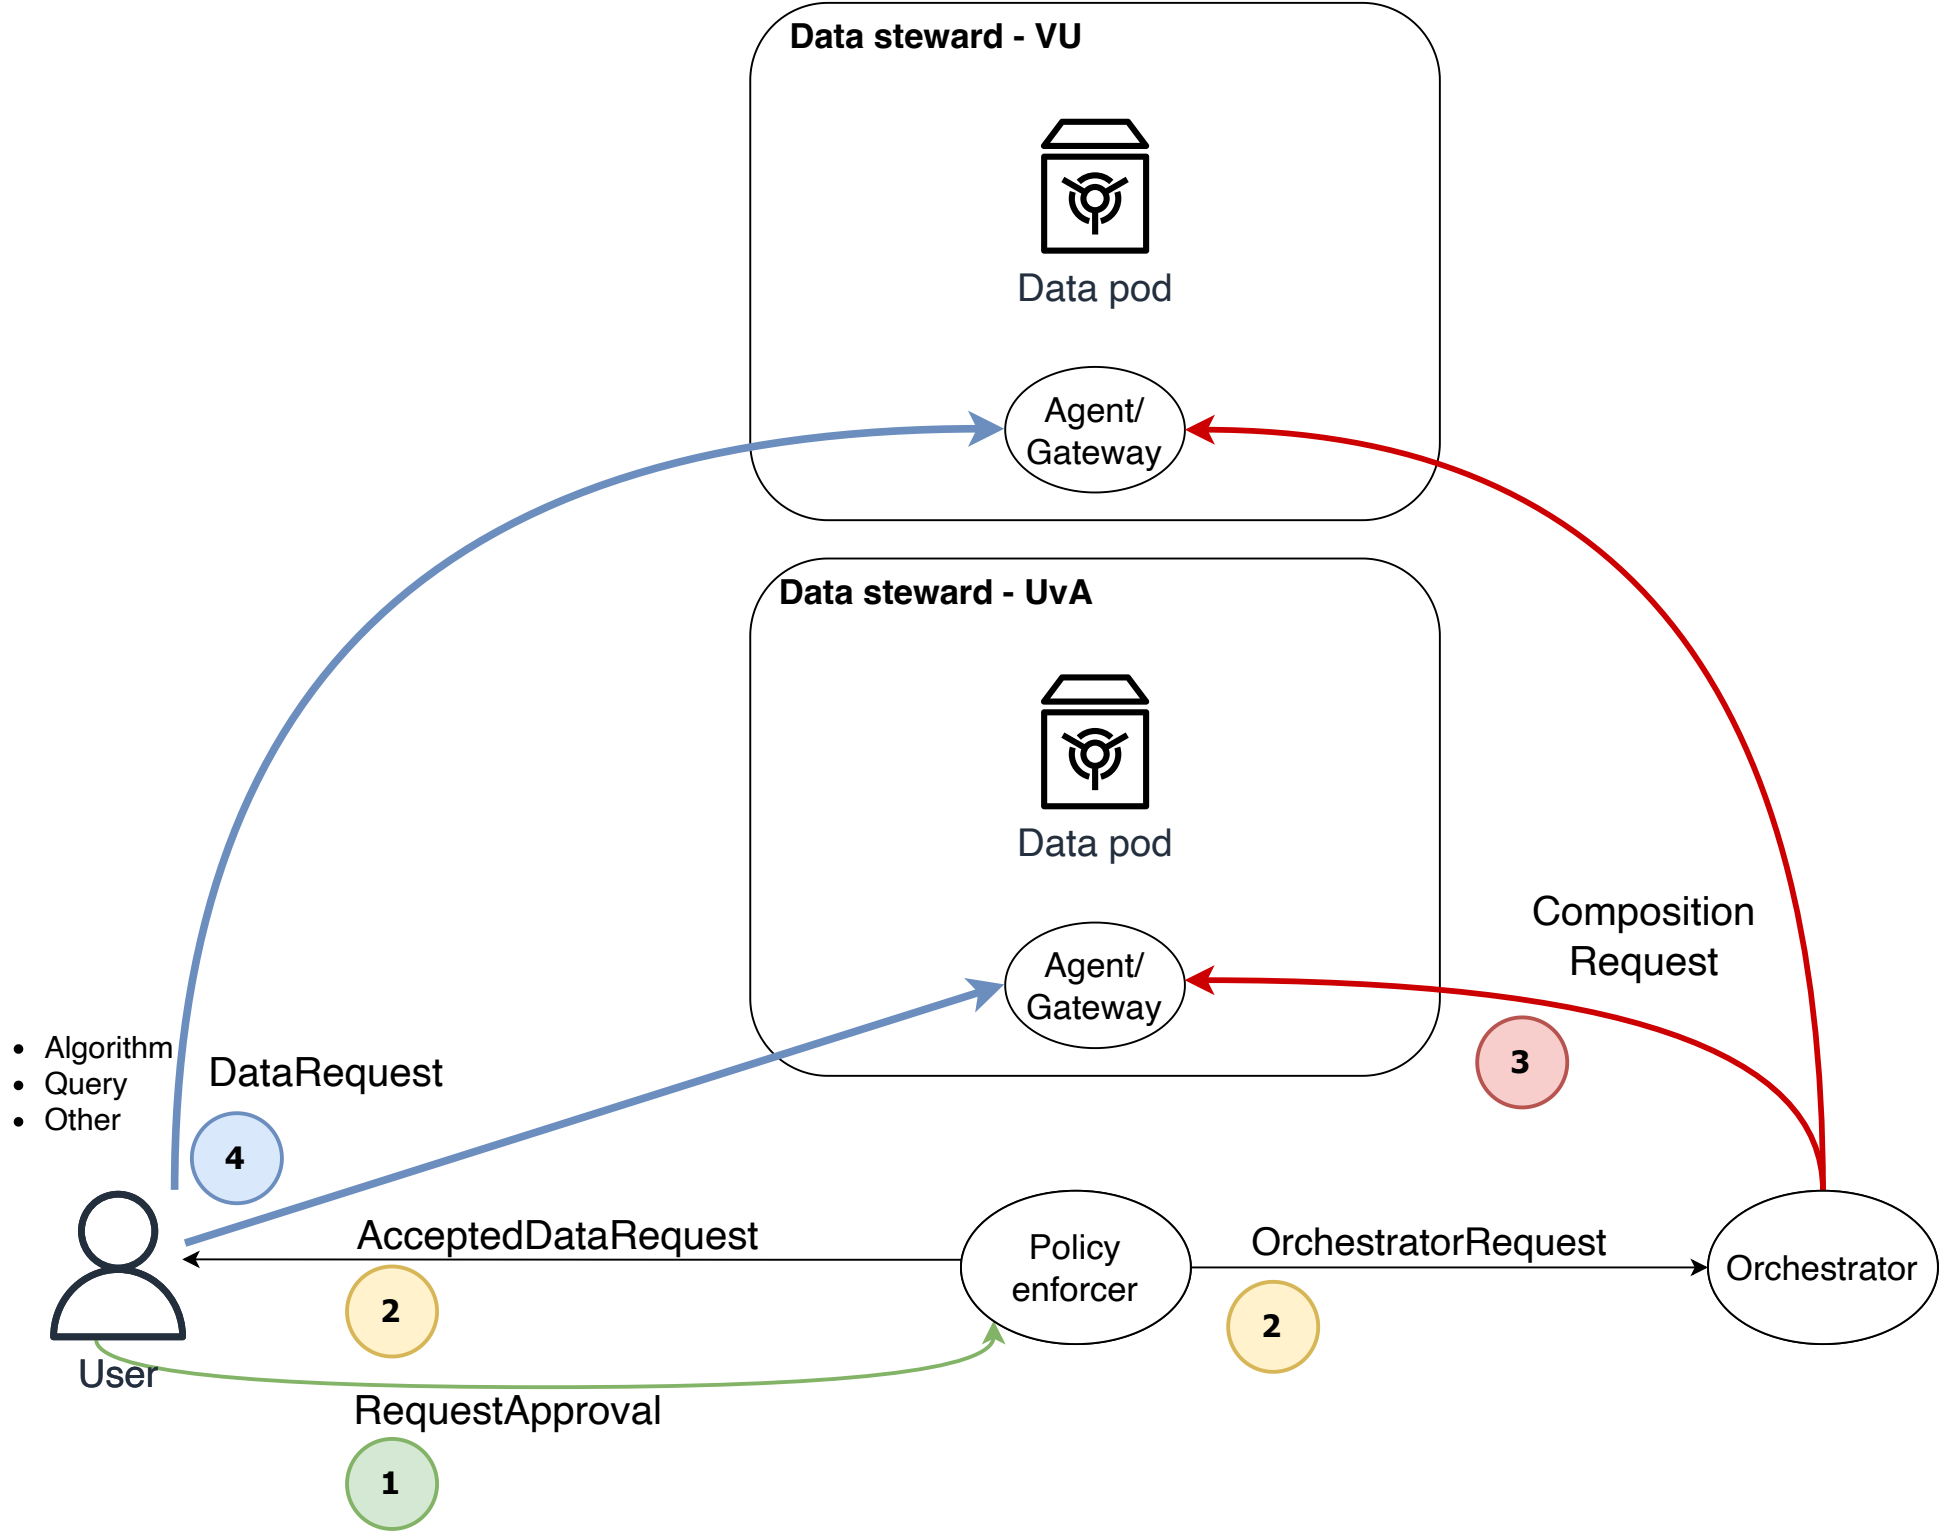 Data steward - VU
Data pod
Agent/
Gateway
Data steward - UvA
Data pod
Agent/
Gateway
Composition
Request
3
• Algorithm
• Query
• Other
DataRequest
4
AcceptedDataRequest
2
Policy
enforcer
OrchestratorRequest
2
Orchestrator
User
RequestApproval
1